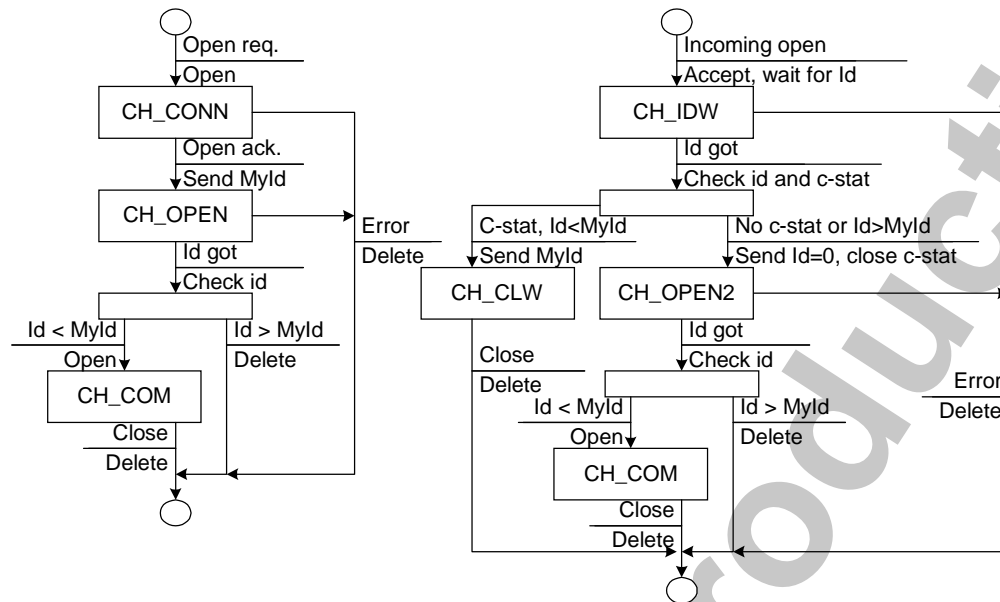 Open req.
Open
CH_CONN
Open ack.
Send MyId
CH_OPEN
Id got
Check id
Error
Delete
Id < MyId
Open
Id > MyId
Delete
CH_COM
Close
Delete
Incoming open
Accept, wait for Id
CH_IDW
Id got
Check id and c-stat
C-stat, Id<MyId
Send MyId
No c-stat or Id>MyId
Send Id=0, close c-stat
CH_CLW
CH_OPEN2
Id got
Check id
Close
Delete
Error
Delete
Id < MyId
Open
Id > MyId
Delete
CH_COM
Close
Delete
roducti